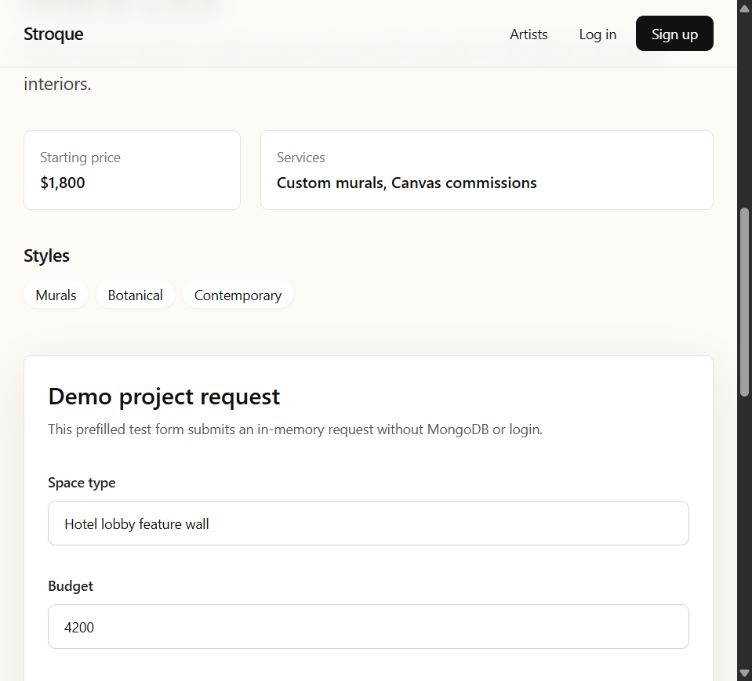 Stroque
Artists
Log in
Sign up
interiors.
Starting price
$1,800
Services
Custom murals, Canvas commissions
Styles
Murals
Botanical
Contemporary
Demo project request
This prefilled test form submits an in-memory request without MongoDB or login.
Space type
Hotel lobby feature wall
Budget
4200